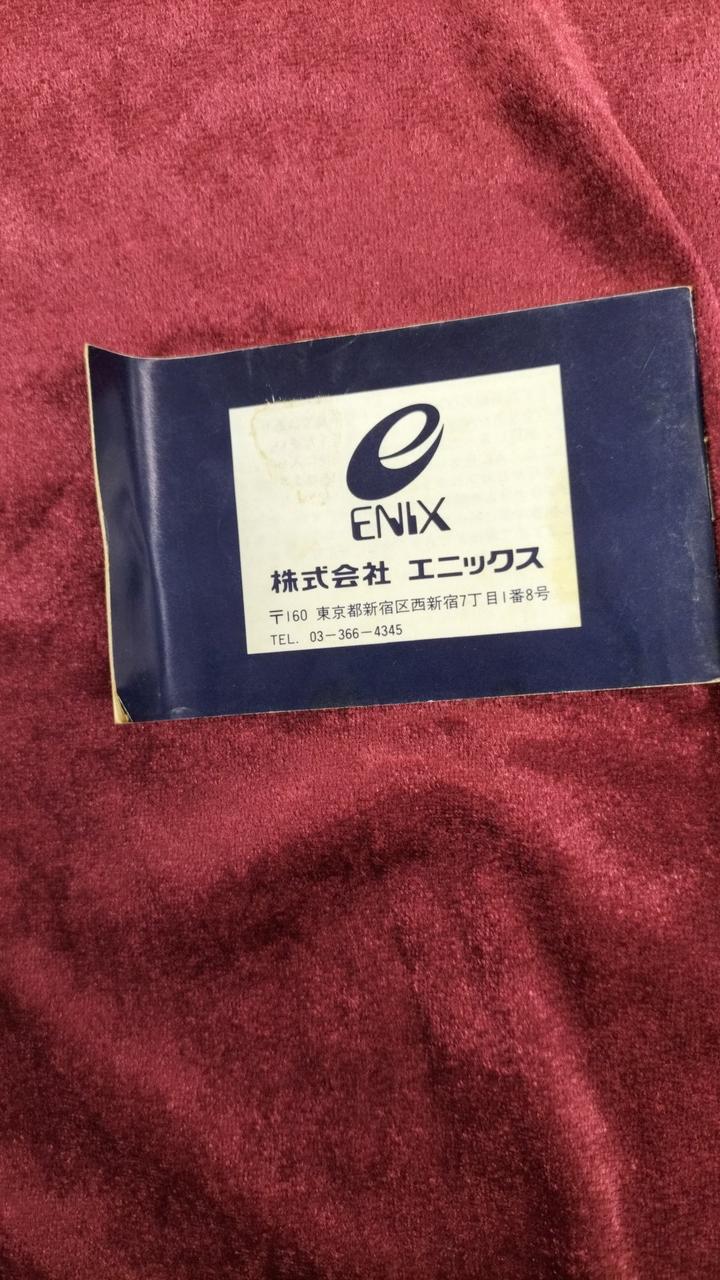 e
ENIX
株式会社 エニックス
〒160 東京都新宿区西新宿7丁目1番8号
TEL. 03-366-4345